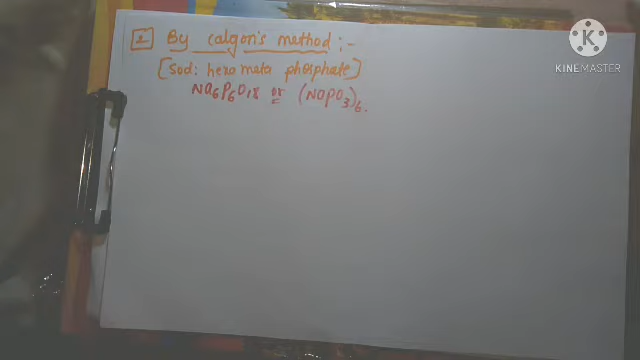 2 By calgon's method :-
[Sod: hexa meta phosphate]
Na6P6O18 or (NaPO3)6.
K
KINEMASTER